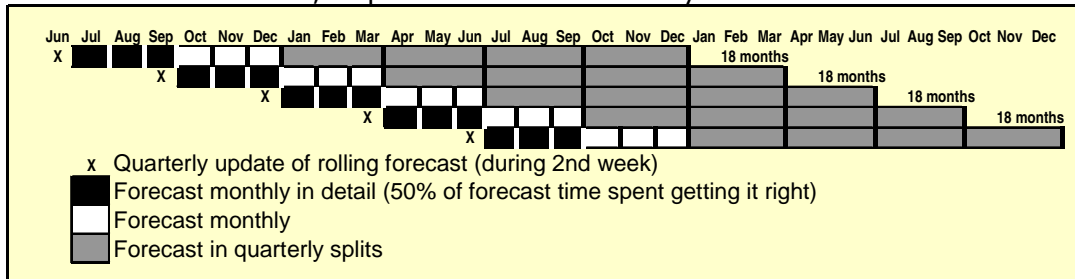 Jun Jul Aug Sep Oct Nov Dec Jan Feb Mar Apr May Jun Jul Aug Sep Oct Nov Dec Jan Feb Mar Apr May Jun Jul Aug Sep Oct Nov Dec
X 18 months
X 18 months
X 18 months
X 18 months
X
x Quarterly update of rolling forecast (during 2nd week)
Forecast monthly in detail (50% of forecast time spent getting it right)
Forecast monthly
Forecast in quarterly splits